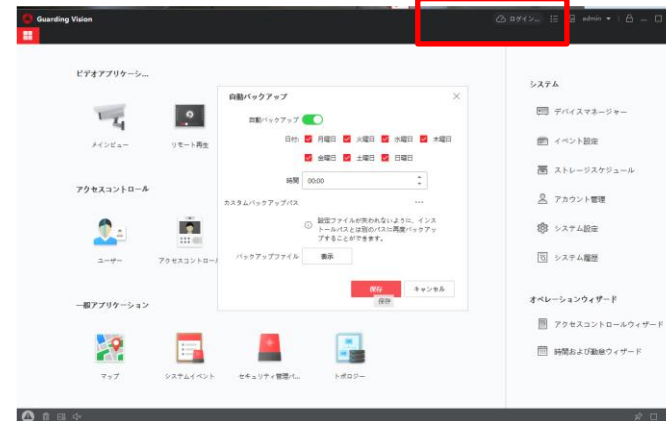 Guarding Vision
ログイン...
admin
ビデオアプリケーシ...
メインビュー
リモート再生
アクセスコントロール
ユーザー
アクセスコントロー
一般アプリケーション
マップ
システムイベント
セキュリティ管理パ...
トポロジー
自動バックアップ
自動バックアップ
日付:
月曜日
火曜日
水曜日
木曜日
金曜日
土曜日
日曜日
時間
00:00
カスタムバックアップパス
...
設定ファイルが失われないように、インス
トールパスとは別のパスに再度バックアッ
プすることができます。
バックアップファイル
表示
保存
キャンセル
保存
システム
デバイスマネージャー
イベント設定
ストレージスケジュール
アカウント管理
システム設定
システム履歴
オペレーションウィザード
アクセスコントロールウィザード
時間および勤怠ウィザード